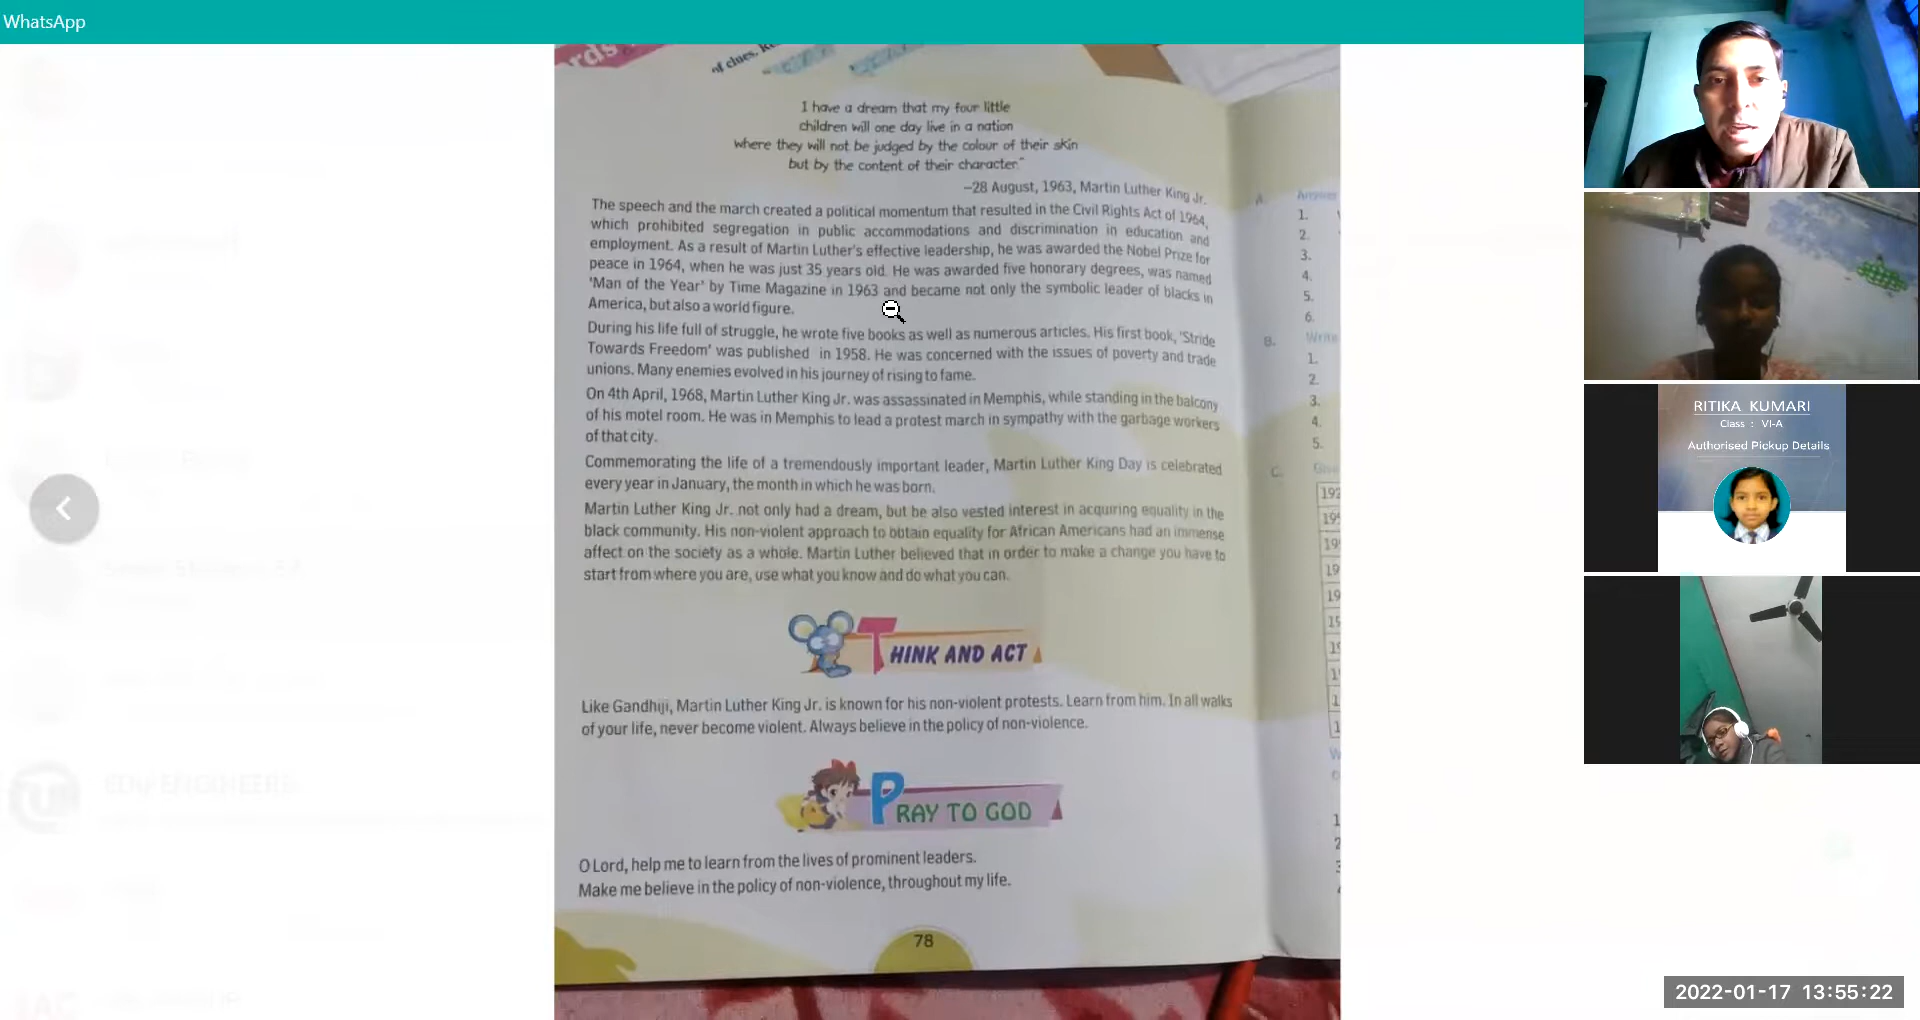 WhatsApp
of clues.
I have a dream that my four little
children will one day live in a nation
where they will not be judged by the colour of their skin
but by the content of their character."
–28 August, 1963, Martin Luther King Jr.
The speech and the march created a political momentum that resulted in the Civil Rights Act of 1964,
which prohibited segregation in public accommodations and discrimination in education and
employment. As a result of Martin Luther's effective leadership, he was awarded the Nobel Prize for
peace in 1964, when he was just 35 years old. He was awarded five honorary degrees, was named
'Man of the Year' by Time Magazine in 1963 and became not only the symbolic leader of blacks in
America, but also a world figure.
During his life full of struggle, he wrote five books as well as numerous articles. His first book, 'Stride
Towards Freedom' was published in 1958. He was concerned with the issues of poverty and trade
unions. Many enemies evolved in his journey of rising to fame.
On 4th April, 1968, Martin Luther King Jr. was assassinated in Memphis, while standing in the balcony
of his motel room. He was in Memphis to lead a protest march in sympathy with the garbage workers
of that city.
Commemorating the life of a tremendously important leader, Martin Luther King Day is celebrated
every year in January, the month in which he was born.
Martin Luther King Jr. not only had a dream, but be also vested interest in acquiring equality in the
black community. His non-violent approach to obtain equality for African Americans had an immense
affect on the society as a whole. Martin Luther believed that in order to make a change you have to
start from where you are, use what you know and do what you can.
THINK AND ACT
Like Gandhiji, Martin Luther King Jr. is known for his non-violent protests. Learn from him. In all walks
of your life, never become violent. Always believe in the policy of non-violence.
PRAY TO GOD
O Lord, help me to learn from the lives of prominent leaders.
Make me believe in the policy of non-violence, throughout my life.
78
A. Answer
1.
2.
3.
4.
5.
6.
B. Write
1.
2.
3.
4.
5.
C.
RITIKA KUMARI
Class : VI-A
Authorised Pickup Details
2022-01-17 13:55:22